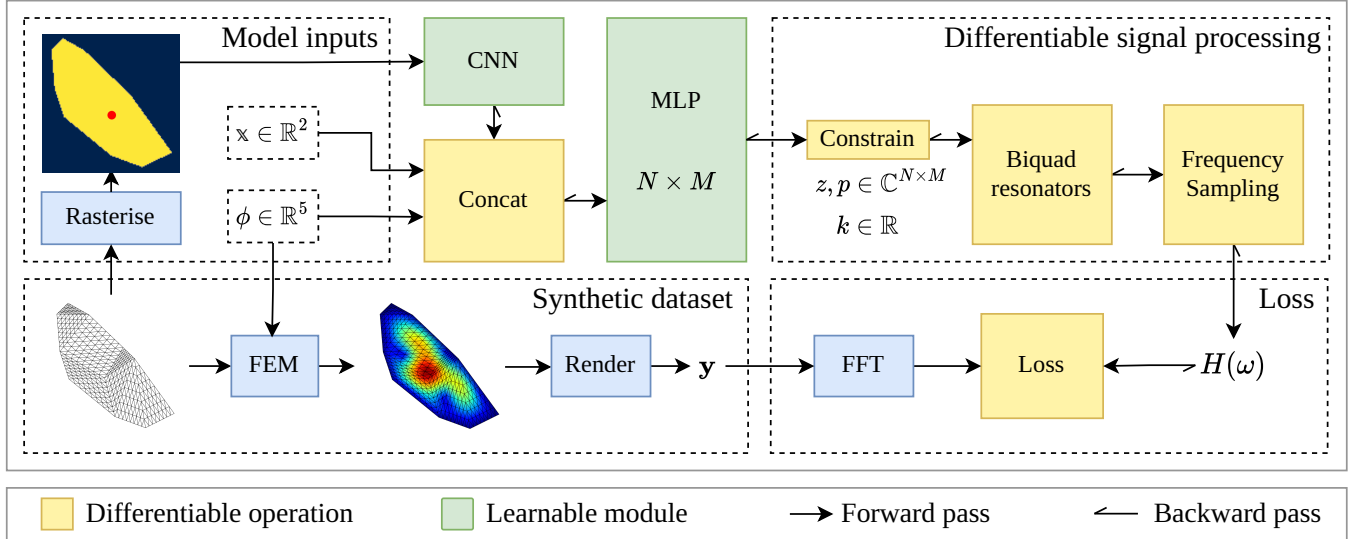 Model inputs
CNN
MLP
N × M
Differentiable signal processing
𝕩 ∈ ℝ²
ϕ ∈ ℝ⁵
Rasterise
Concat
Constrain
z, p ∈ ℂᴺˣᴹ
k ∈ ℝ
Biquad
resonators
Frequency
Sampling
Synthetic dataset
Loss
FEM
Render
y
FFT
Loss
H(ω)
Differentiable operation
Learnable module
Forward pass
Backward pass